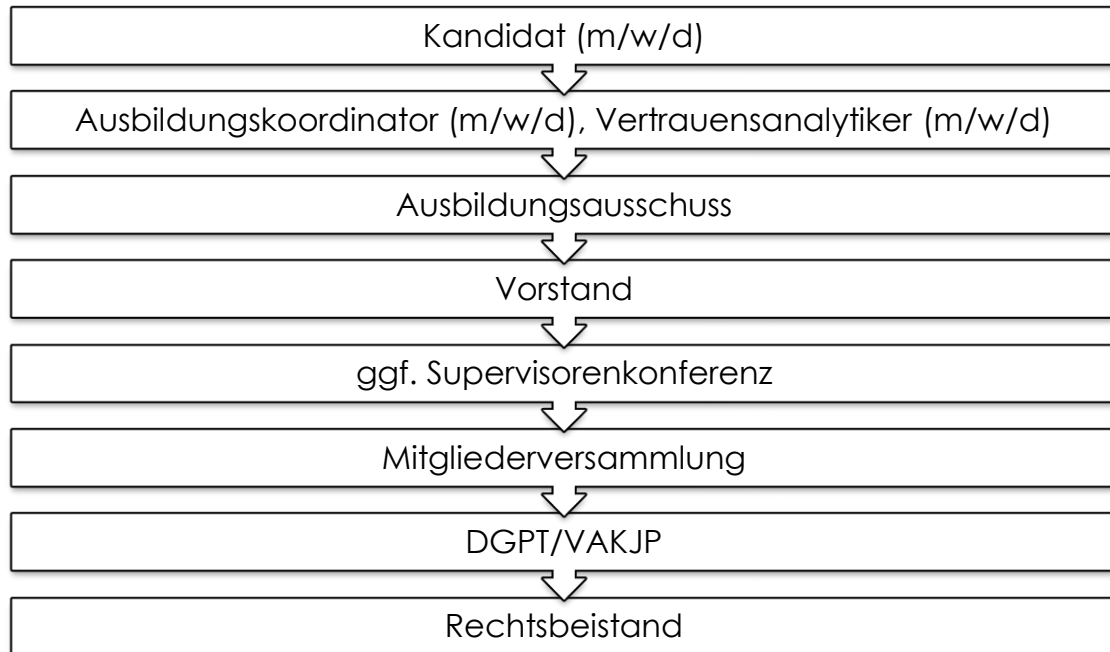 Kandidat (m/w/d)
Ausbildungskoordinator (m/w/d), Vertrauensanalytiker (m/w/d)
Ausbildungsausschuss
Vorstand
ggf. Supervisorenkonferenz
Mitgliederversammlung
DGPT/VAKJP
Rechtsbeistand